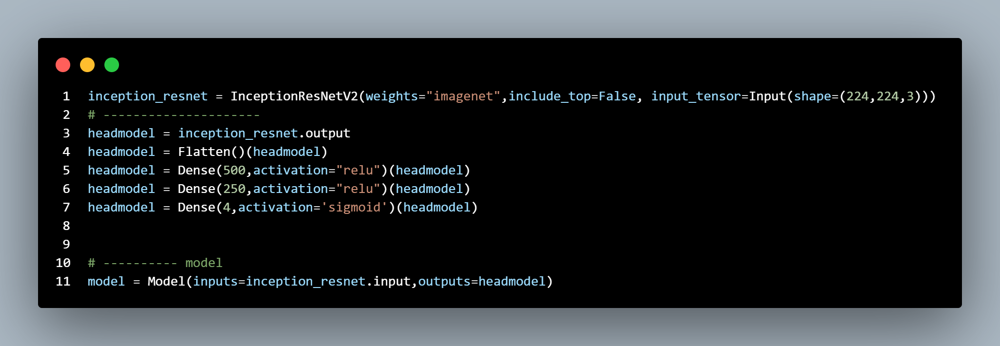 1 inception_resnet = InceptionResNetV2(weights="imagenet",include_top=False, input_tensor=Input(shape=(224,224,3)))
2 # ---------------------
3 headmodel = inception_resnet.output
4 headmodel = Flatten()(headmodel)
5 headmodel = Dense(500,activation="relu")(headmodel)
6 headmodel = Dense(250,activation="relu")(headmodel)
7 headmodel = Dense(4,activation='sigmoid')(headmodel)
8
9
10 # ---------- model
11 model = Model(inputs=inception_resnet.input,outputs=headmodel)